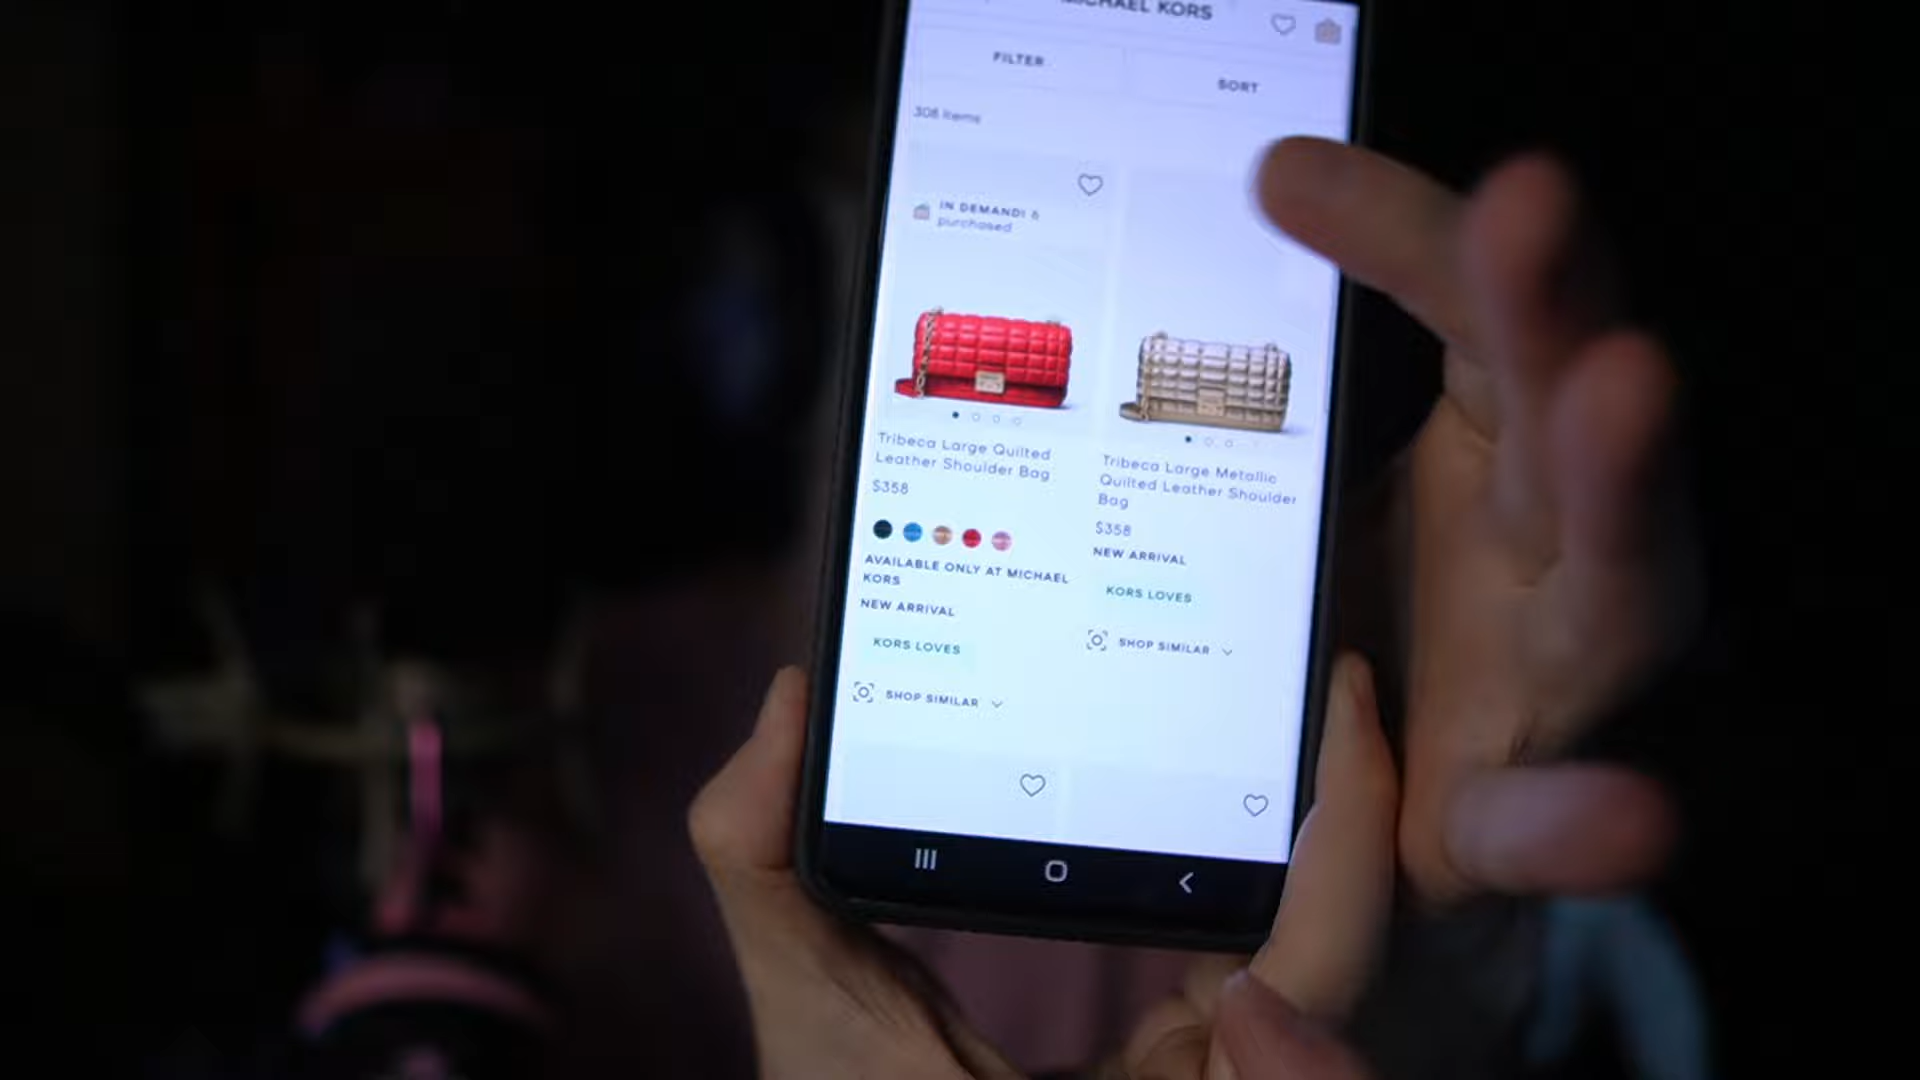 MICHAEL KORS
FILTER
SORT
308 items
IN DEMAND! 6
purchased
Tribeca Large Quilted
Leather Shoulder Bag
$358
AVAILABLE ONLY AT MICHAEL
KORS
NEW ARRIVAL
KORS LOVES
SHOP SIMILAR
Tribeca Large Metallic
Quilted Leather Shoulder
Bag
$358
NEW ARRIVAL
KORS LOVES
SHOP SIMILAR